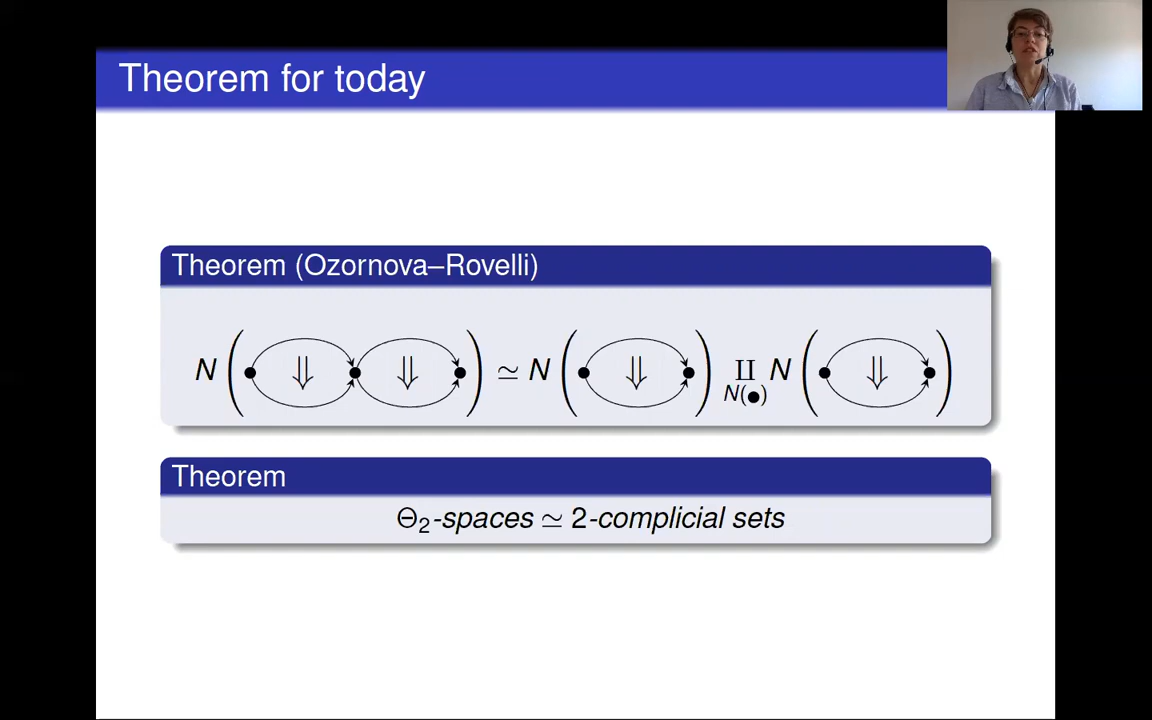 Theorem for today
Theorem (Ozornova–Rovelli)
N ( ⇓ ⇓ ) ≃ N ( ⇓ ) ∐ N ( ⇓ )
N(●)
Theorem
Θ₂-spaces ≃ 2-complicial sets